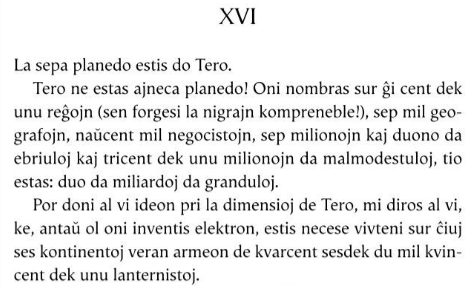 XVI
La sepa planedo estis do Tero.
Tero ne estas ajneca planedo! Oni nombras sur ĝi cent dek
unu reĝojn (sen forgesi la nigrajn kompreneble!), sep mil geo-
grafojn, naŭcent mil negocistojn, sep milionojn kaj duono da
ebriuloj kaj tricent dek unu milionojn da malmodestuloj, tio
estas: duo da miliardoj da granduloj.
Por doni al vi ideon pri la dimensioj de Tero, mi diros al vi,
ke, antaŭ ol oni inventis elektron, estis necese vivteni sur ĉiuj
ses kontinentoj veran armeon de kvarcent sesdek du mil kvin-
cent dek unu lanternistoj.